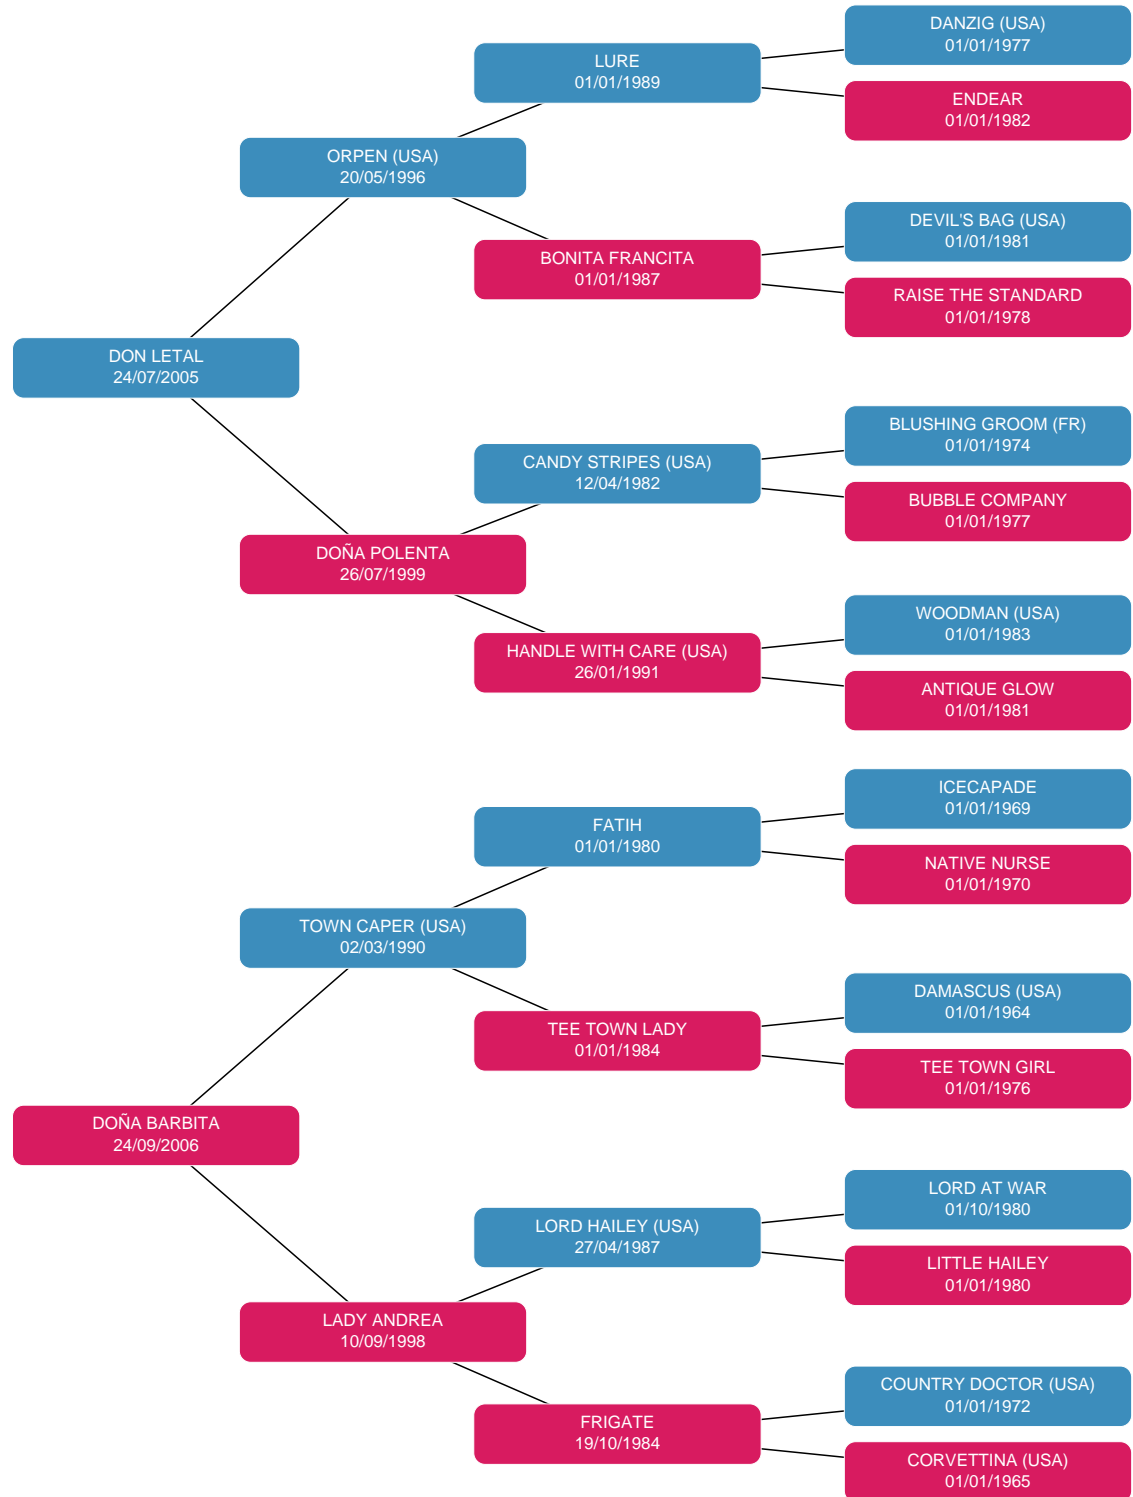 DANZIG (USA)
01/01/1977
LURE
01/01/1989
ENDEAR
01/01/1982
ORPEN (USA)
20/05/1996
DEVIL'S BAG (USA)
01/01/1981
BONITA FRANCITA
01/01/1987
RAISE THE STANDARD
01/01/1978
DON LETAL
24/07/2005
BLUSHING GROOM (FR)
01/01/1974
CANDY STRIPES (USA)
12/04/1982
BUBBLE COMPANY
01/01/1977
DOÑA POLENTA
26/07/1999
WOODMAN (USA)
01/01/1983
HANDLE WITH CARE (USA)
26/01/1991
ANTIQUE GLOW
01/01/1981
ICECAPADE
01/01/1969
FATIH
01/01/1980
NATIVE NURSE
01/01/1970
TOWN CAPER (USA)
02/03/1990
DAMASCUS (USA)
01/01/1964
TEE TOWN LADY
01/01/1984
TEE TOWN GIRL
01/01/1976
DOÑA BARBITA
24/09/2006
LORD AT WAR
01/10/1980
LORD HAILEY (USA)
27/04/1987
LITTLE HAILEY
01/01/1980
LADY ANDREA
10/09/1998
COUNTRY DOCTOR (USA)
01/01/1972
FRIGATE
19/10/1984
CORVETTINA (USA)
01/01/1965